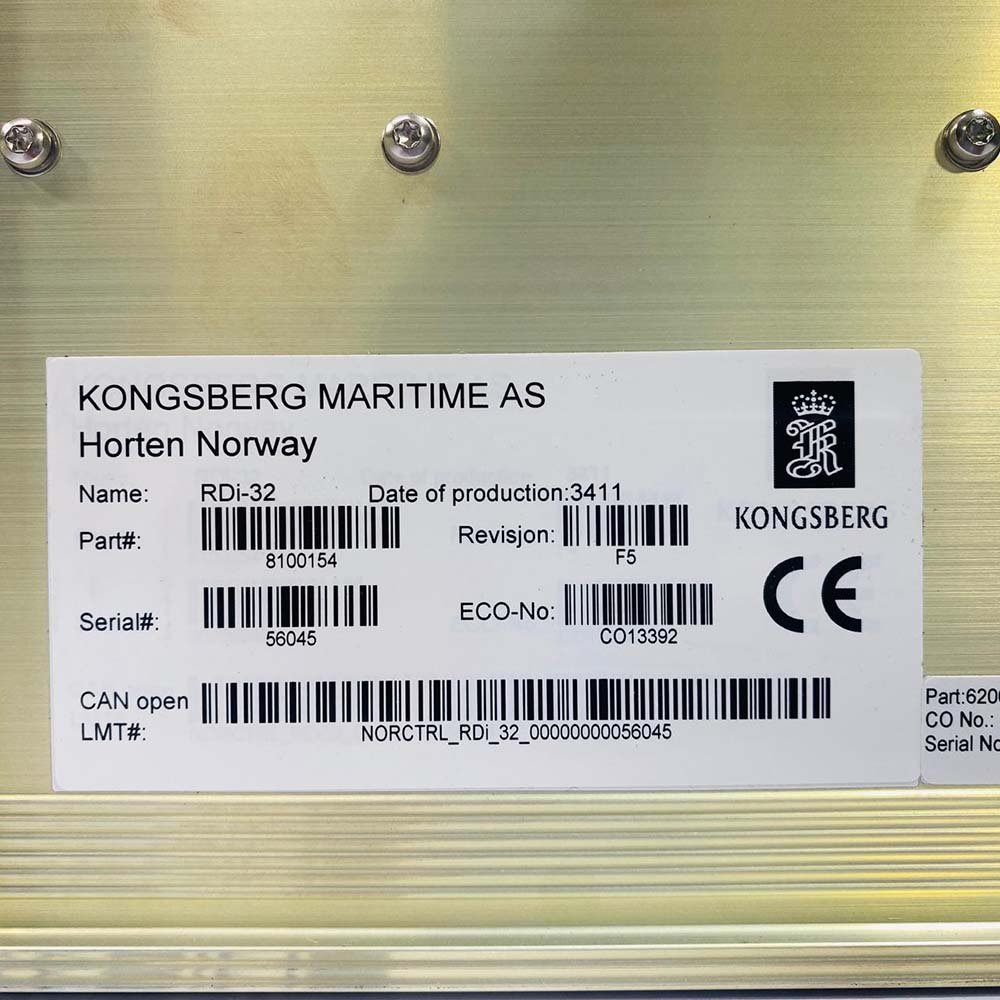 KONGSBERG MARITIME AS
Horten Norway
Name: RDi-32 Date of production:3411
Part#: 8100154 Revisjon: F5
Serial#: 56045 ECO-No: CO13392
CAN open
LMT#: NORCTRL_RDi_32_00000000056045
KONGSBERG
CE
Part:620
CO No.:
Serial No